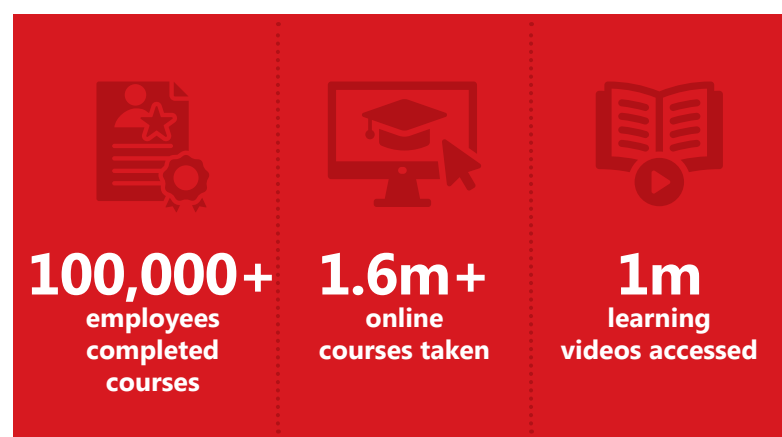 100,000+
employees
completed
courses
1.6m+
online
courses taken
1m
learning
videos accessed